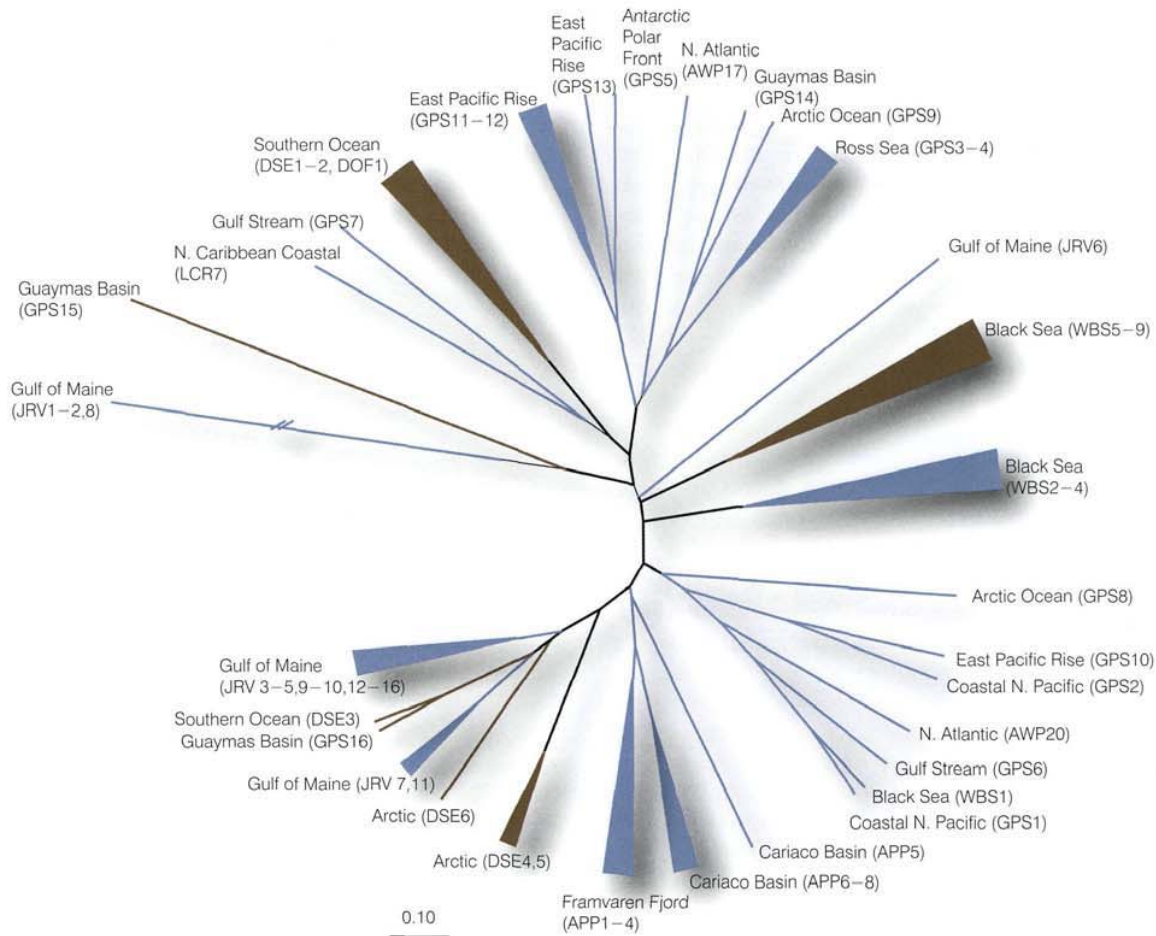 East
Pacific
Rise
(GPS13)
Antarctic
Polar
Front
(GPS5)
N. Atlantic
(AWP17)
Guaymas Basin
(GPS14)
Arctic Ocean (GPS9)
Ross Sea (GPS3–4)
East Pacific Rise
(GPS11–12)
Southern Ocean
(DSE1–2, DOF1)
Gulf Stream (GPS7)
N. Caribbean Coastal
(LCR7)
Guaymas Basin
(GPS15)
Gulf of Maine
(JRV1–2,8)
Gulf of Maine (JRV6)
Black Sea (WBS5–9)
Black Sea
(WBS2–4)
Arctic Ocean (GPS8)
East Pacific Rise (GPS10)
Coastal N. Pacific (GPS2)
N. Atlantic (AWP20)
Gulf Stream (GPS6)
Black Sea (WBS1)
Coastal N. Pacific (GPS1)
Cariaco Basin (APP5)
Cariaco Basin (APP6–8)
Framvaren Fjord
(APP1–4)
Arctic (DSE4,5)
Arctic (DSE6)
Gulf of Maine (JRV 7,11)
Guaymas Basin (GPS16)
Southern Ocean (DSE3)
Gulf of Maine
(JRV 3–5,9–10,12–16)
0.10